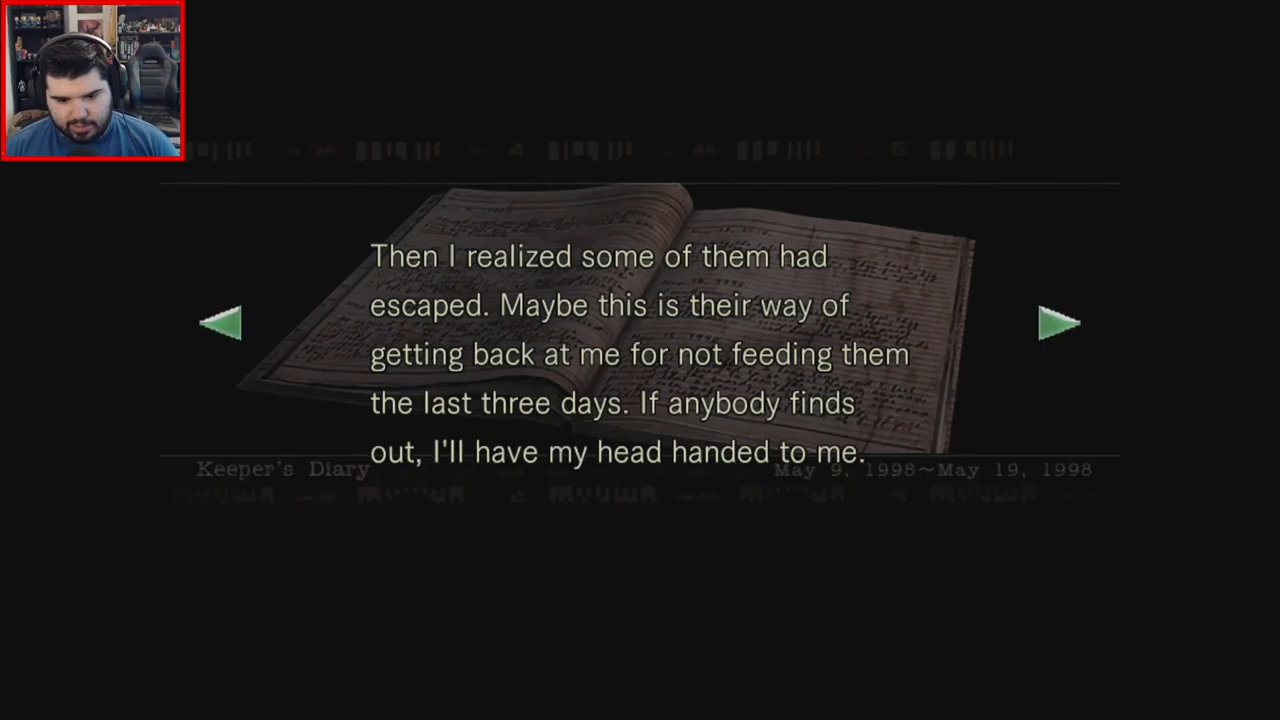 Then I realized some of them had
escaped. Maybe this is their way of
getting back at me for not feeding them
the last three days. If anybody finds
out, I'll have my head handed to me.
Keeper's Diary
May 9, 1998~May 19, 1998